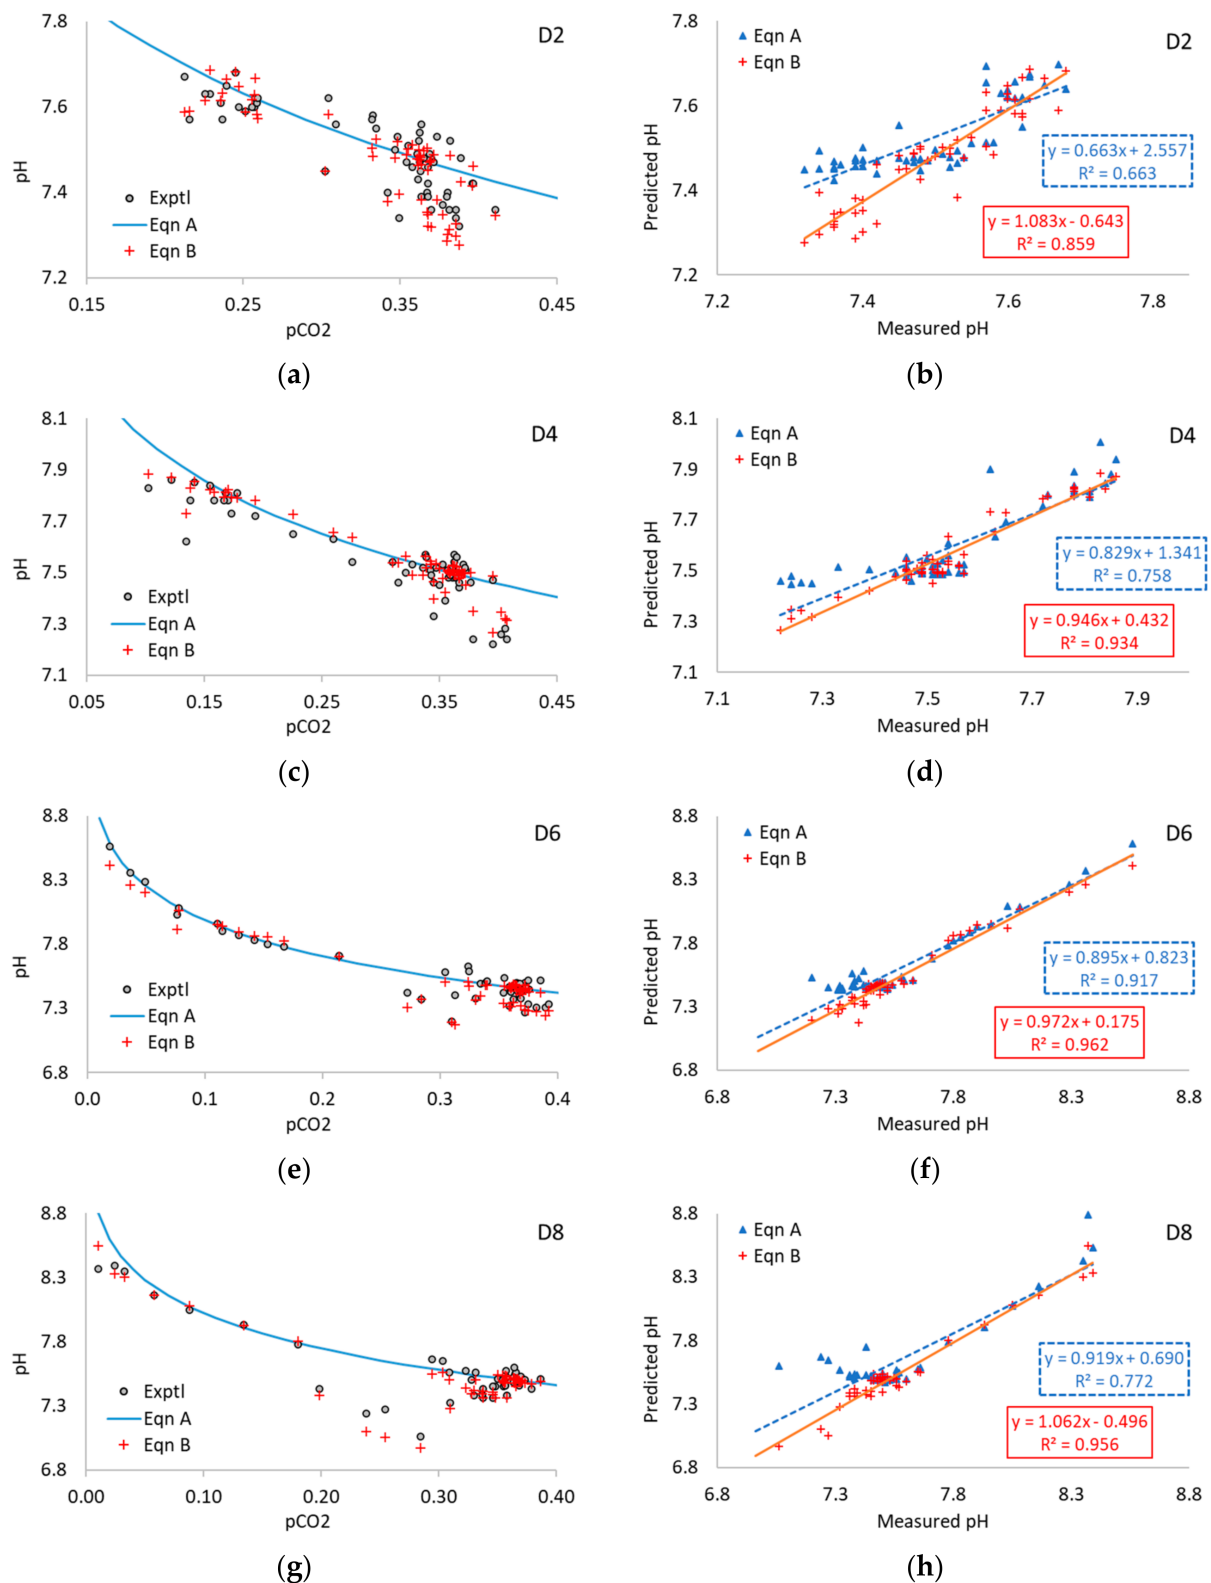 7.8
D2
7.6
pH
7.4
Exptl
Eqn A
Eqn B
7.2
0.15 0.25 0.35 0.45
pCO2
(a)
7.8
Eqn A
Eqn B
D2
7.6
Predicted pH
y = 0.663x + 2.557
R² = 0.663
7.4
y = 1.083x - 0.643
R² = 0.859
7.2
7.2 7.4 7.6 7.8
Measured pH
(b)
8.1
D4
7.9
7.7
pH
7.5
Exptl
Eqn A
7.3
Eqn B
7.1
0.05 0.15 0.25 0.35 0.45
pCO2
(c)
8.1
Eqn A
Eqn B
D4
7.9
7.7
Predicted pH
y = 0.829x + 1.341
R² = 0.758
7.5
7.3
y = 0.946x + 0.432
R² = 0.934
7.1
7.1 7.3 7.5 7.7 7.9
Measured pH
(d)
8.8
D6
8.3
pH
7.8
Exptl
7.3
Eqn A
Eqn B
6.8
0.0 0.1 0.2 0.3 0.4
pCO2
(e)
8.8
Eqn A
Eqn B
D6
8.3
Predicted pH
7.8
y = 0.895x + 0.823
R² = 0.917
7.3
y = 0.972x + 0.175
R² = 0.962
6.8
6.8 7.3 7.8 8.3 8.8
Measured pH
(f)
8.8
D8
8.3
pH
7.8
Exptl
7.3
Eqn A
Eqn B
6.8
0.00 0.10 0.20 0.30 0.40
pCO2
(g)
8.8
Eqn A
Eqn B
D8
8.3
Predicted pH
7.8
y = 0.919x + 0.690
R² = 0.772
7.3
y = 1.062x - 0.496
R² = 0.956
6.8
6.8 7.3 7.8 8.3 8.8
Measured pH
(h)